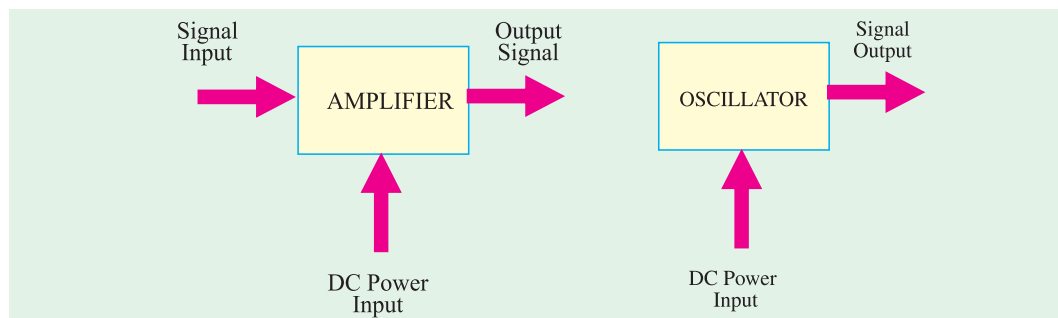 Signal
Input
Output
Signal
AMPLIFIER
DC Power
Input
Signal
Output
OSCILLATOR
DC Power
Input